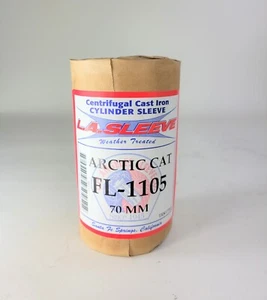 Centrifugal Cast Iron
CYLINDER SLEEVE
L.A. SLEEVE
Weather Treated
ARCTIC CAT
FL-1105
70 MM
Santa Fe Springs, California